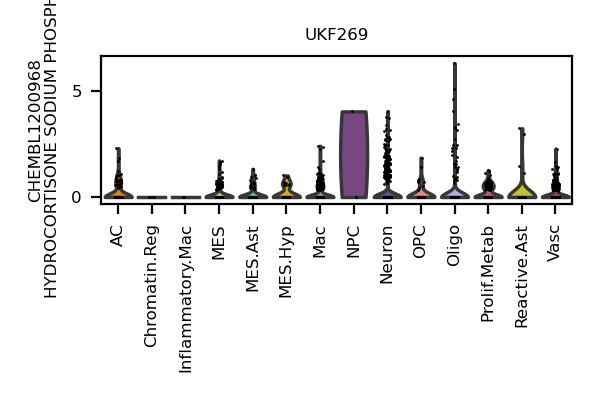 UKF269
CHEMBL1200968
HYDROCORTISONE SODIUM PHOSPH
5
0
AC
Chromatin.Reg
Inflammatory.Mac
MES
MES.Ast
MES.Hyp
Mac
NPC
Neuron
OPC
Oligo
Prolif.Metab
Reactive.Ast
Vasc